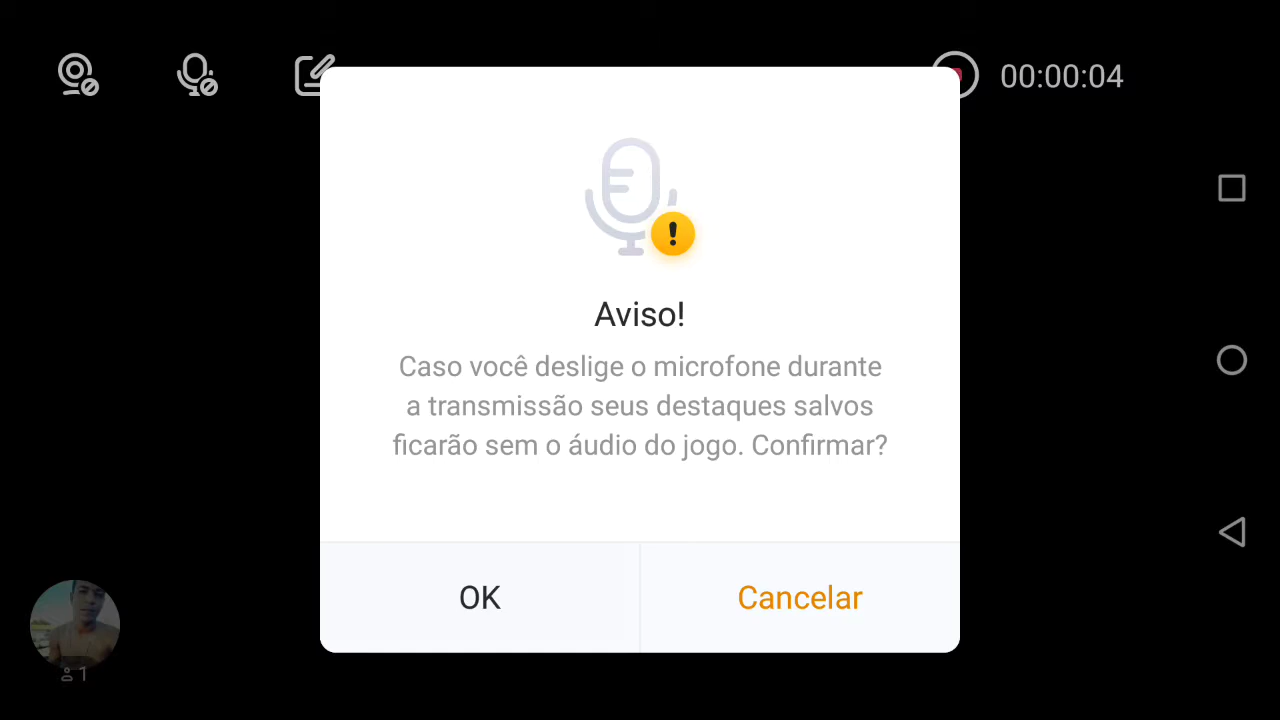 00:00:04
Aviso!
Caso você deslige o microfone durante
a transmissão seus destaques salvos
ficarão sem o áudio do jogo. Confirmar?
OK
Cancelar
1